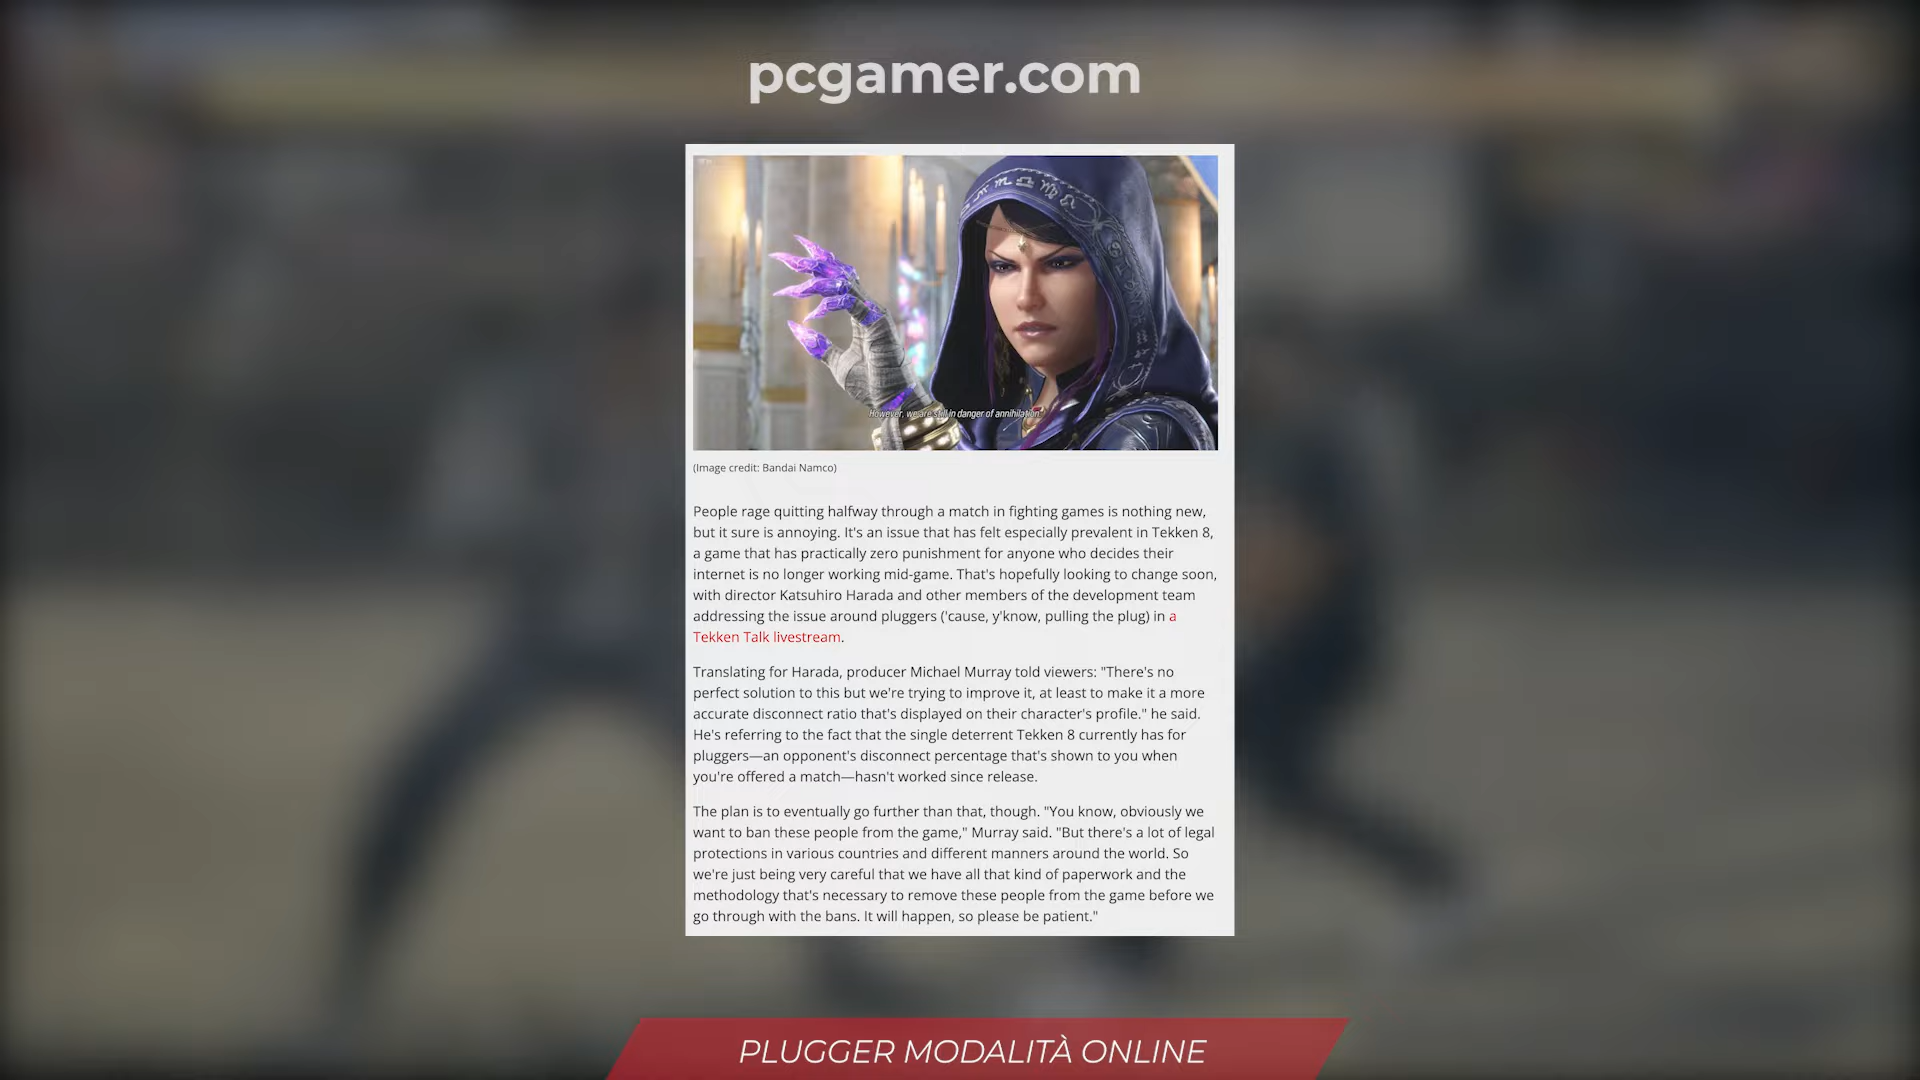 pcgamer.com
However, we are still in danger of annihilation.
(Image credit: Bandai Namco)
People rage quitting halfway through a match in fighting games is nothing new,
but it sure is annoying. It's an issue that has felt especially prevalent in Tekken 8,
a game that has practically zero punishment for anyone who decides their
internet is no longer working mid-game. That's hopefully looking to change soon,
with director Katsuhiro Harada and other members of the development team
addressing the issue around pluggers ('cause, y'know, pulling the plug) in a
Tekken Talk livestream.
Translating for Harada, producer Michael Murray told viewers: "There's no
perfect solution to this but we're trying to improve it, at least to make it a more
accurate disconnect ratio that's displayed on their character's profile." he said.
He's referring to the fact that the single deterrent Tekken 8 currently has for
pluggers—an opponent's disconnect percentage that's shown to you when
you're offered a match—hasn't worked since release.
The plan is to eventually go further than that, though. "You know, obviously we
want to ban these people from the game," Murray said. "But there's a lot of legal
protections in various countries and different manners around the world. So
we're just being very careful that we have all that kind of paperwork and the
methodology that's necessary to remove these people from the game before we
go through with the bans. It will happen, so please be patient."
PLUGGER MODALITÀ ONLINE